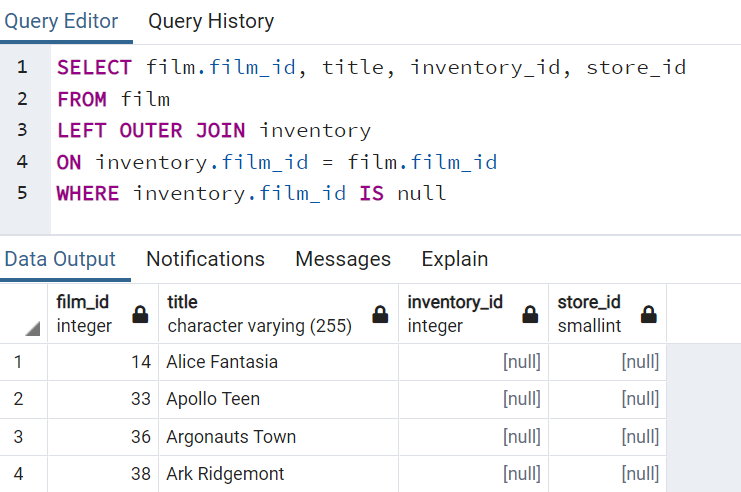 Query Editor Query History
1 SELECT film.film_id, title, inventory_id, store_id
2 FROM film
3 LEFT OUTER JOIN inventory
4 ON inventory.film_id = film.film_id
5 WHERE inventory.film_id IS null
Data Output Notifications Messages Explain
film_id title inventory_id store_id
integer character varying (255) integer smallint
1 14 Alice Fantasia [null] [null]
2 33 Apollo Teen [null] [null]
3 36 Argonauts Town [null] [null]
4 38 Ark Ridgemont [null] [null]